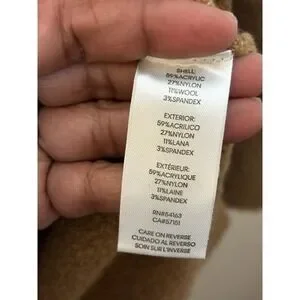 SHELL:
59%ACRYLIC
27%NYLON
11%WOOL
3%SPANDEX
EXTERIOR:
59%ACRILICO
27%NYLON
11%LANA
3%SPANDEX
EXTÉRIEUR:
59%ACRYLIQUE
27%NYLON
11%LAINE
3%SPANDEX
RN#54163
CA#57151
CARE ON REVERSE
CUIDADO AL REVERSO
SOIN SUR L'INVERSE